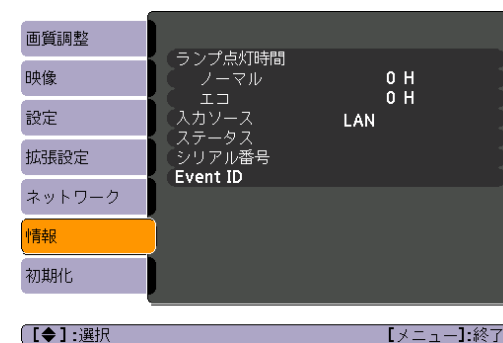 画質調整
映像
設定
拡張設定
ネットワーク
情報
初期化
ランプ点灯時間
ノーマル 0 H
エコ 0 H
入力ソース LAN
ステータス
シリアル番号
Event ID
【◆】:選択 【メニュー】:終了